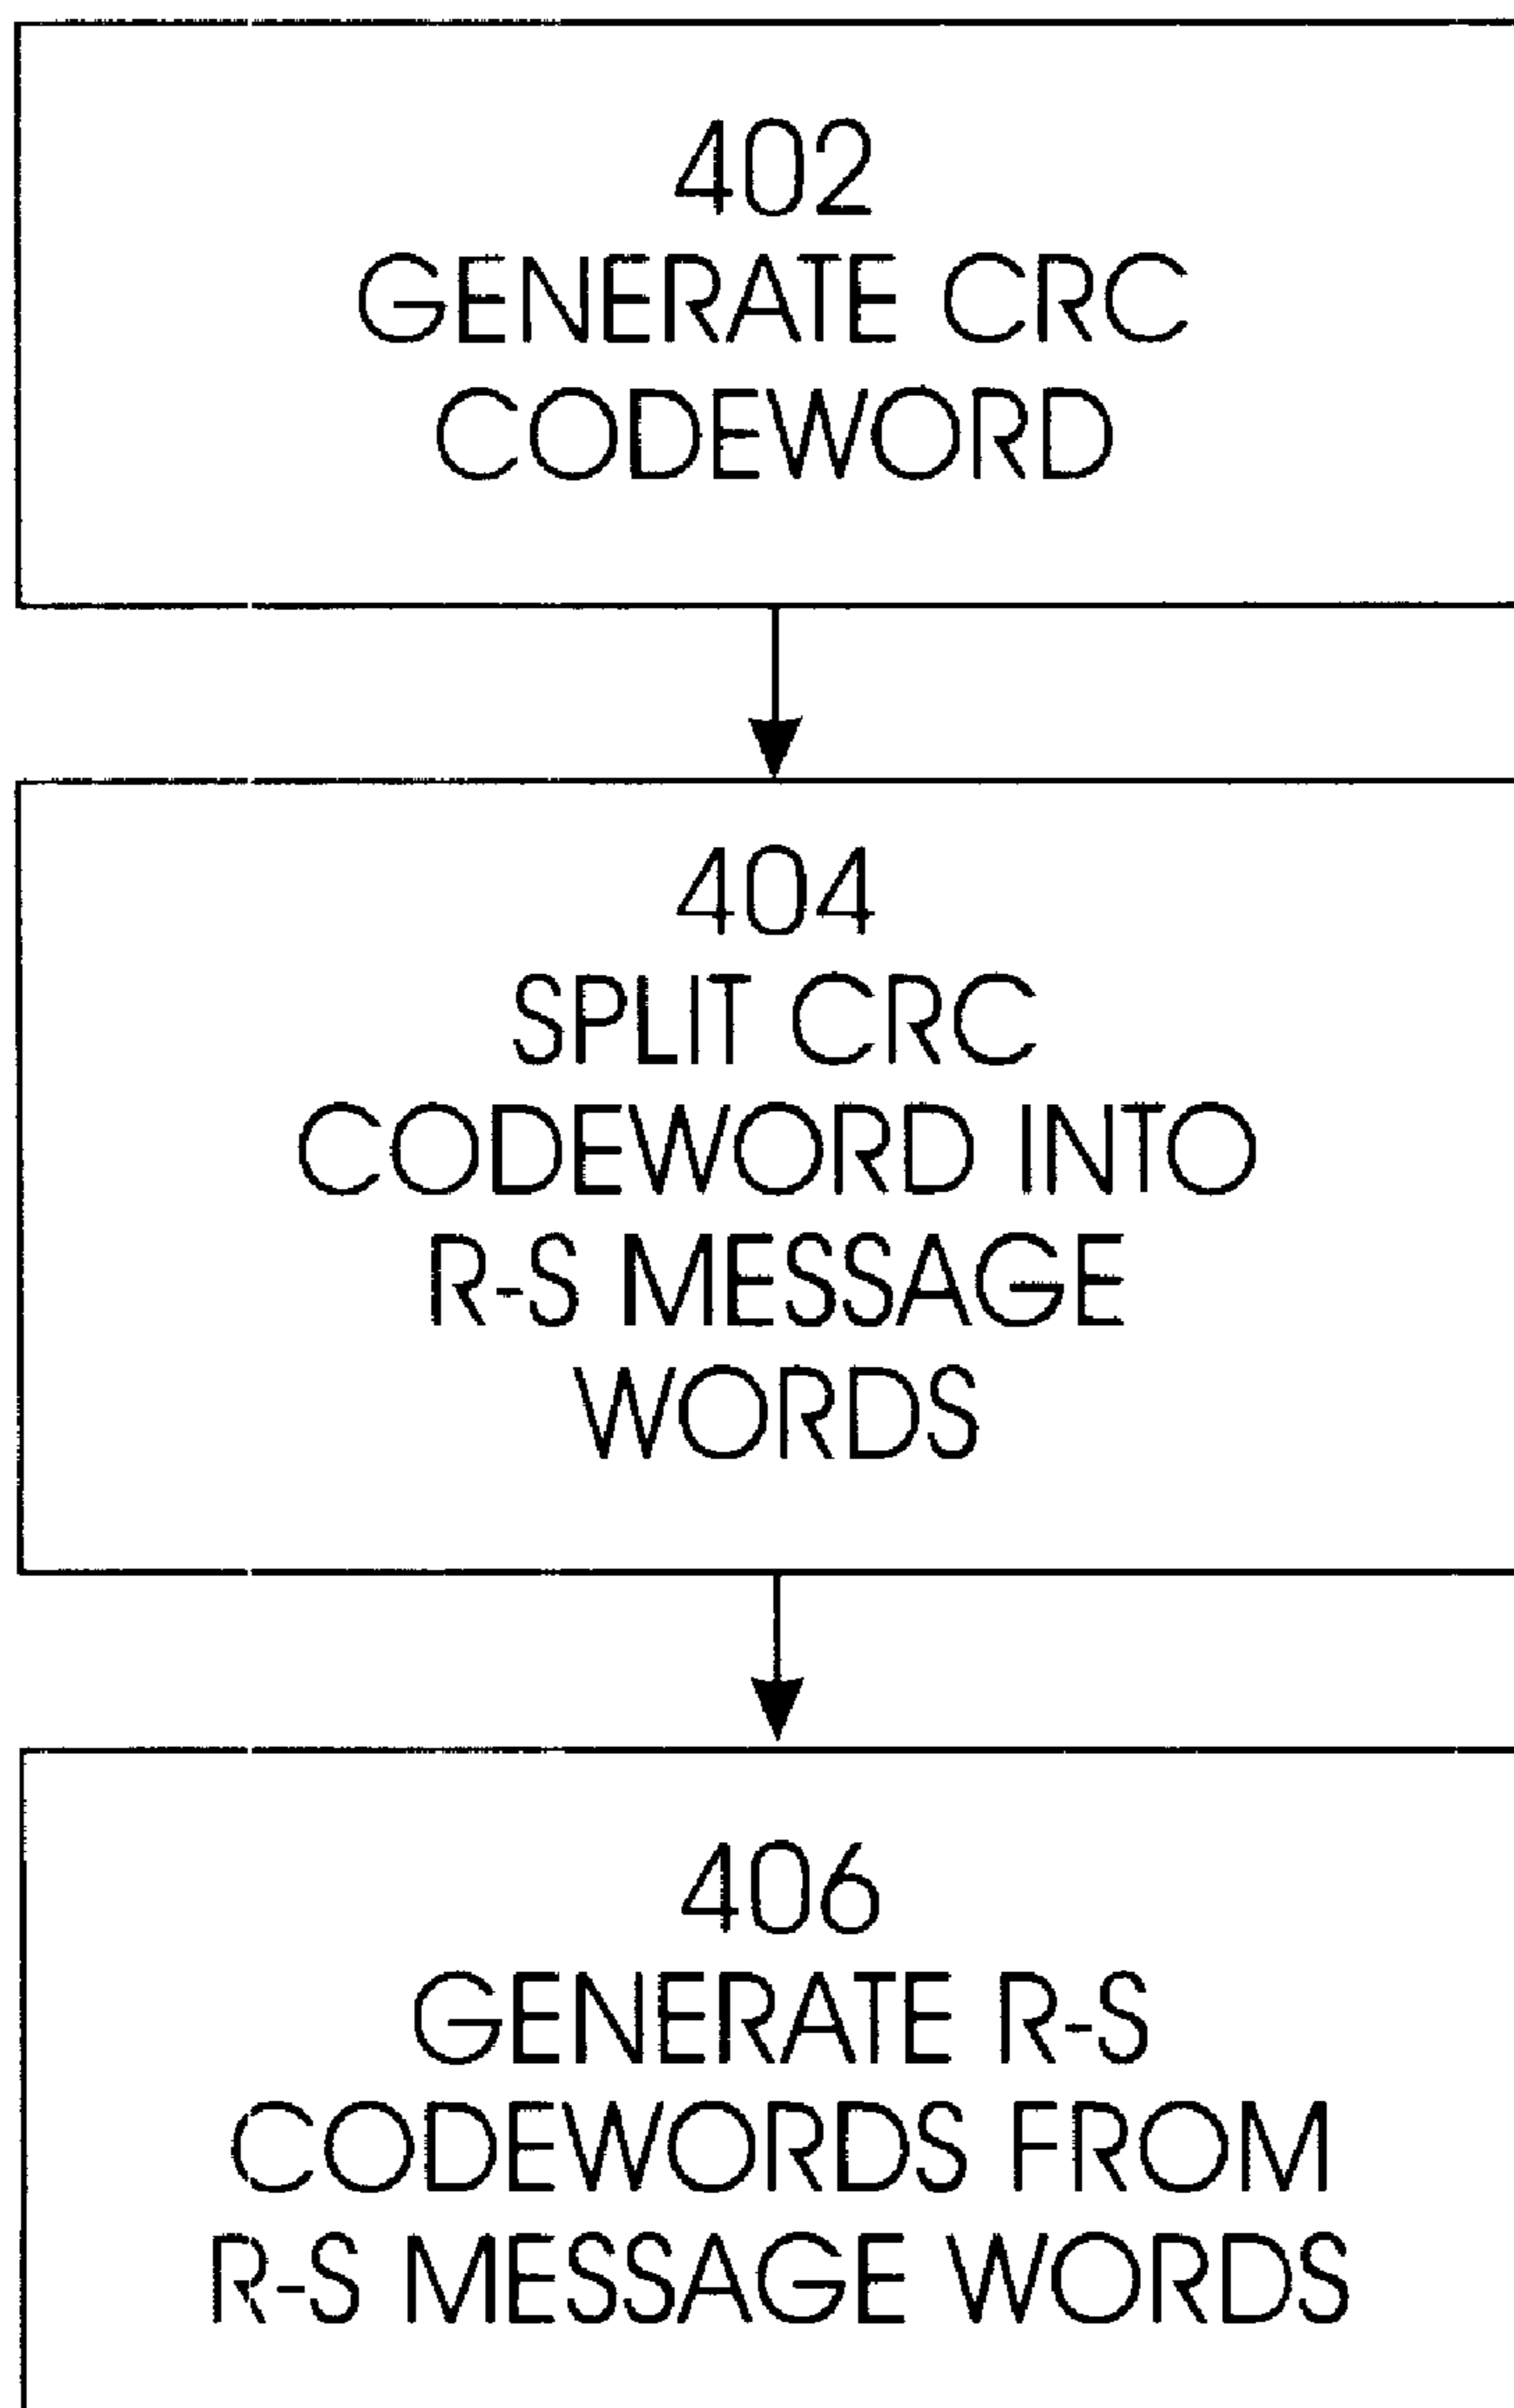 402
GENERATE CRC
CODEWORD
404
SPLIT CRC
CODEWORD INTO
R-S MESSAGE
WORDS
406
GENERATE R-S
CODEWORDS FROM
R-S MESSAGE WORDS